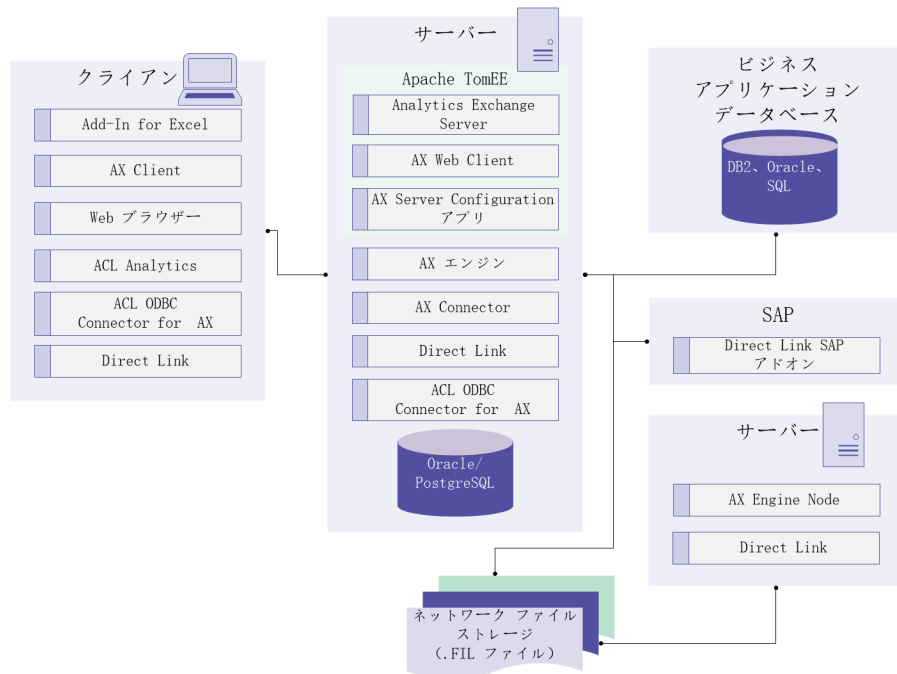 クライアン
Add-In for Excel
AX Client
Web ブラウザー
ACL Analytics
ACL ODBC
Connector for AX
Direct Link
サーバー
Apache TomEE
Analytics Exchange
Server
AX Web Client
AX Server Configuration
アプリ
AX エンジン
AX Connector
Direct Link
ACL ODBC
Connector for AX
Oracle/
PostgreSQL
ビジネス
アプリケーション
データベース
DB2、Oracle、
SQL
SAP
Direct Link SAP
アドオン
サーバー
AX Engine Node
Direct Link
ネットワーク ファイル
ストレージ
(.FIL ファイル)